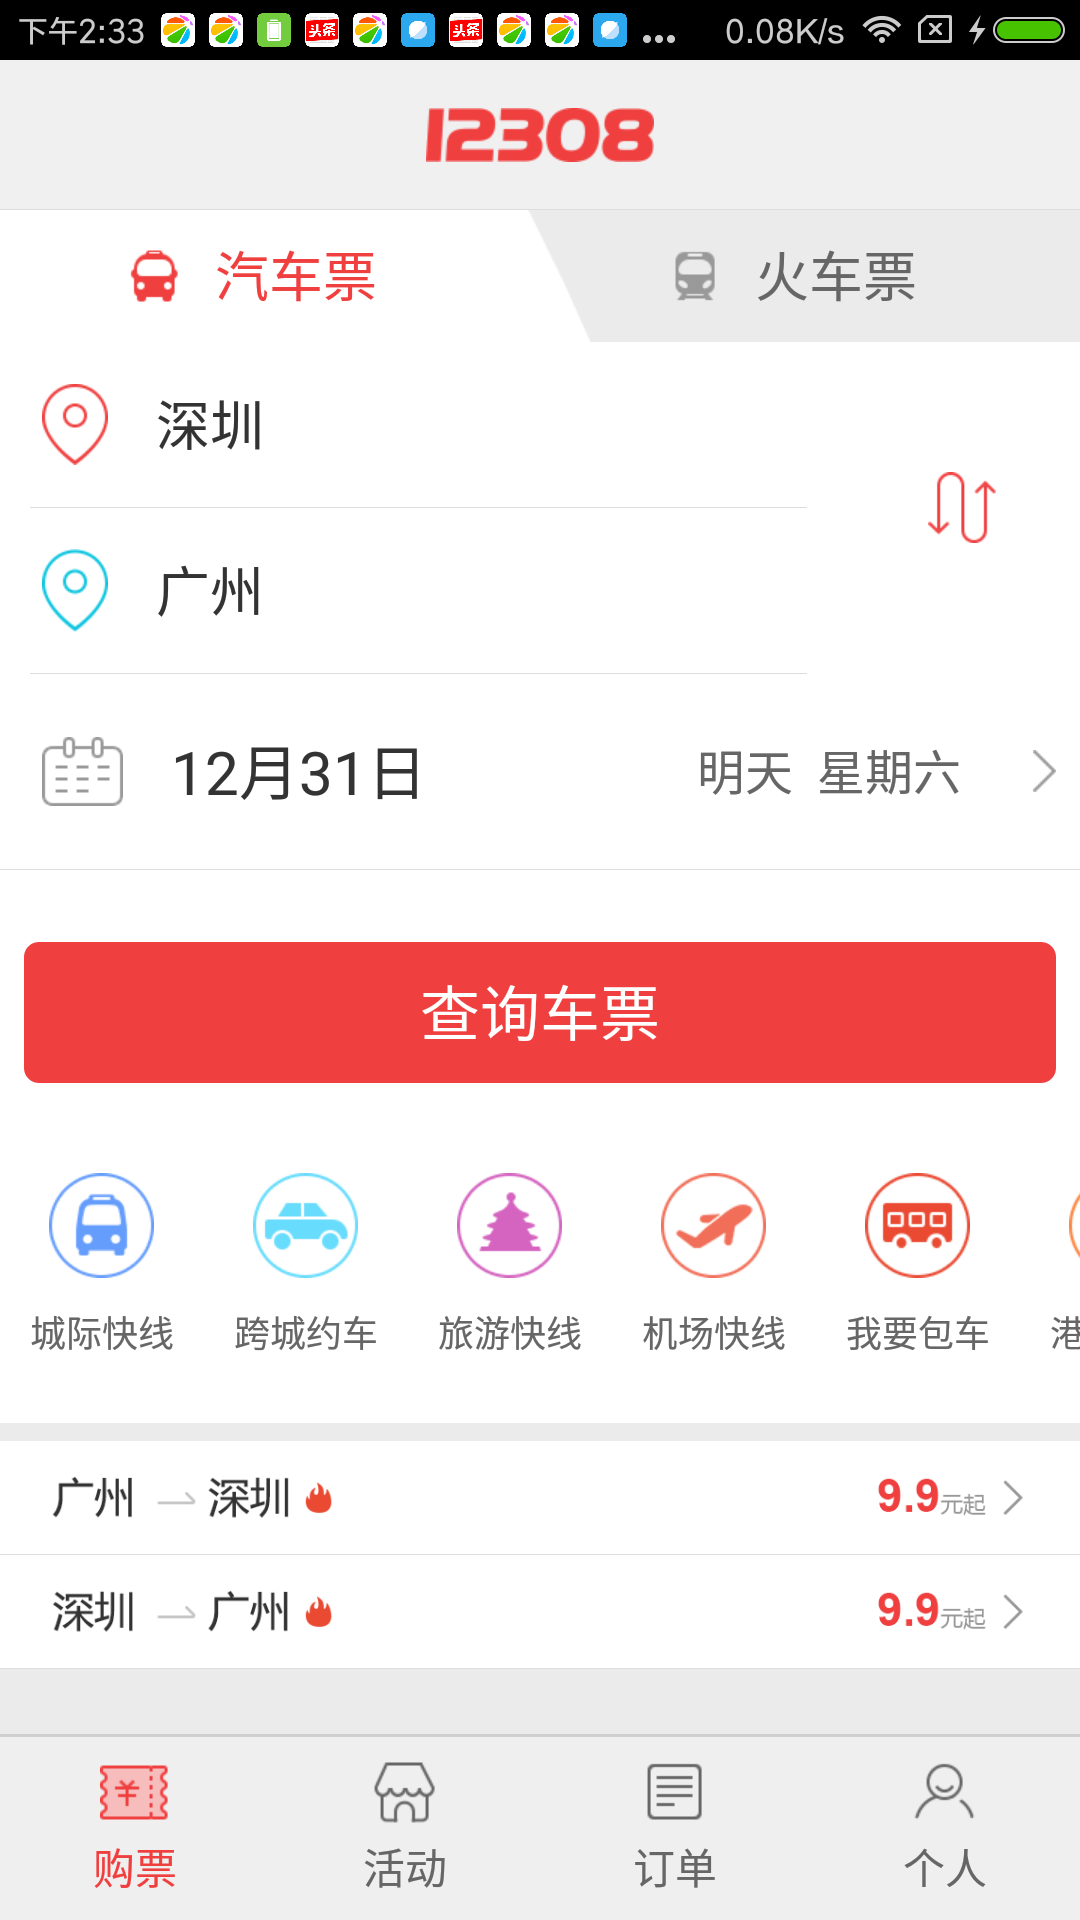 下午2:33 头条 头条 ... 0.08K/s
12308
汽车票 火车票
深圳
广州
12月31日 明天 星期六
查询车票
城际快线 跨城约车 旅游快线 机场快线 我要包车 港
广州 深圳 9.9元起
深圳 广州 9.9元起
购票 活动 订单 个人